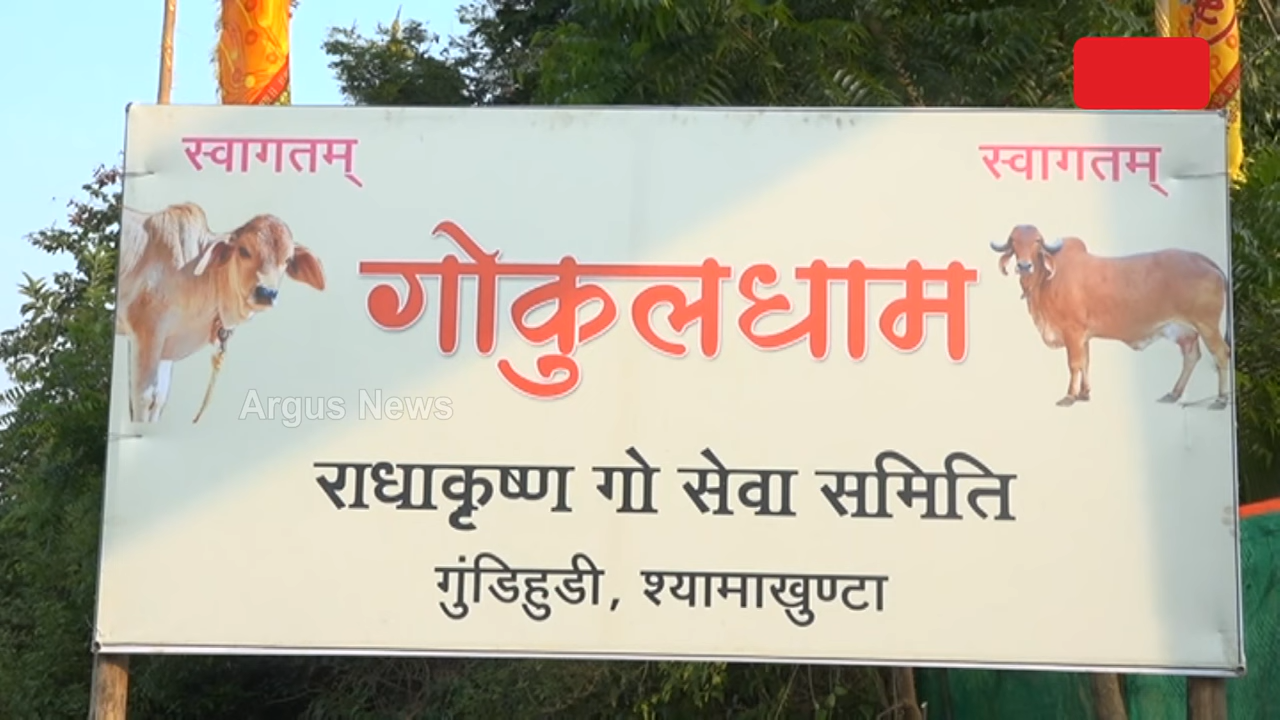 स्वागतम् स्वागतम्
गोकुलधाम
Argus News
राधाकृष्ण गो सेवा समिति
गुंडिहुडी, श्यामाखुण्टा